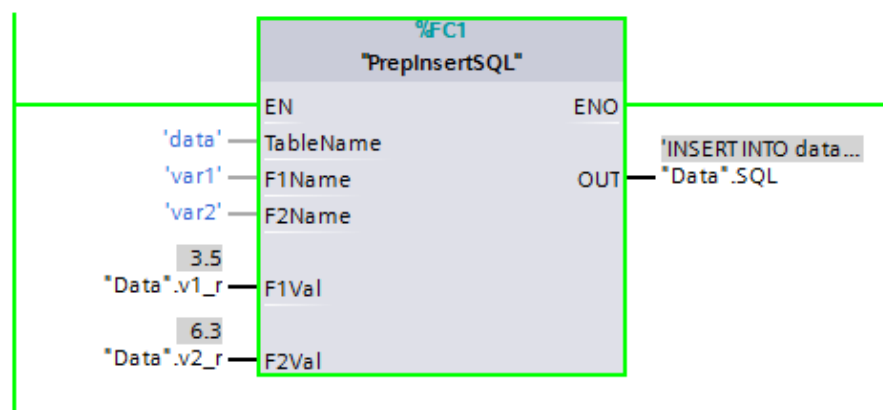 %FC1
"PrepInsertSQL"
EN
ENO
'data'
TableName
'INSERT INTO data...
'var1'
F1Name
OUT
"Data".SQL
'var2'
F2Name
3.5
"Data".v1_r
F1Val
6.3
"Data".v2_r
F2Val